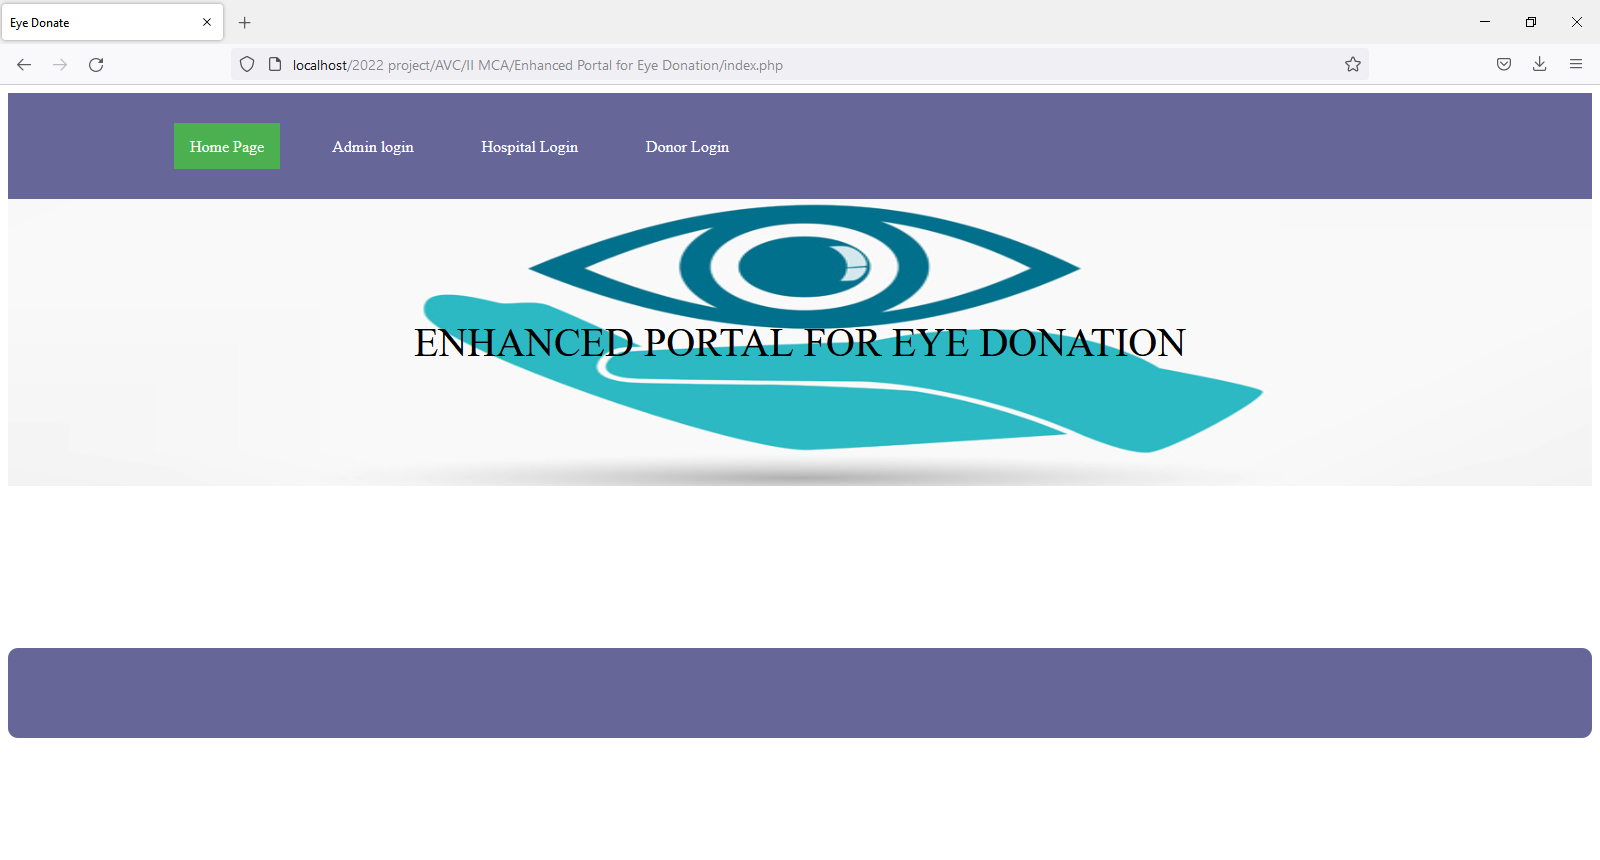 Eye Donate
localhost/2022 project/AVC/II MCA/Enhanced Portal for Eye Donation/index.php
Home Page Admin login Hospital Login Donor Login
ENHANCED PORTAL FOR EYE DONATION